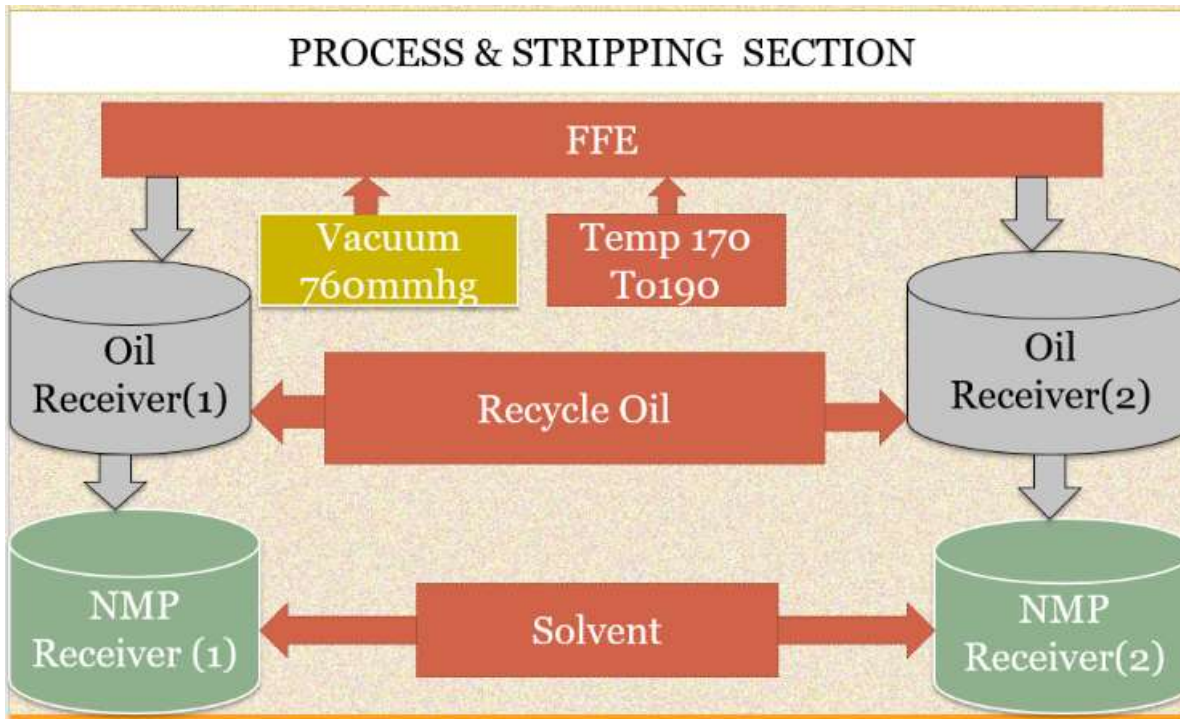 PROCESS & STRIPPING SECTION
FFE
Vacuum
760mmhg
Temp 170
To190
Oil
Receiver(1)
Recycle Oil
Oil
Receiver(2)
NMP
Receiver (1)
Solvent
NMP
Receiver(2)